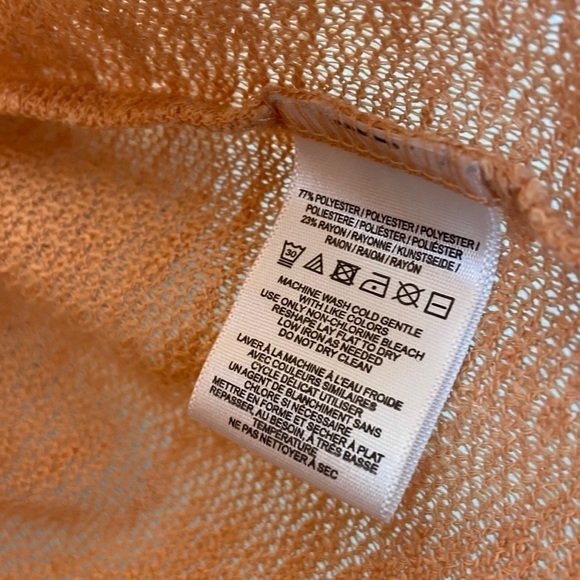 77% POLYESTER / POLYESTER / POLYESTER /
POLIESTERE / POLIÉSTER / POLIÉSTER
23% RAYON / RAYONNE / KUNSTSEIDE /
RAION / RAIOM / RAYÓN
30
MACHINE WASH COLD GENTLE
WITH LIKE COLORS
USE ONLY NON-CHLORINE BLEACH
RESHAPE LAY FLAT TO DRY
LOW IRON AS NEEDED
DO NOT DRY CLEAN
LAVER À LA MACHINE À L'EAU FROIDE
AVEC COULEURS SIMILAIRES
CYCLE DÉLICAT UTILISER
UN AGENT DE BLANCHIMENT SANS
CHLORE SI NÉCESSAIRE
METTRE EN FORME ET SÉCHER À PLAT
REPASSER, AU BESOIN, À TRÈS BASSE
TEMPÉRATURE
NE PAS NETTOYER À SEC